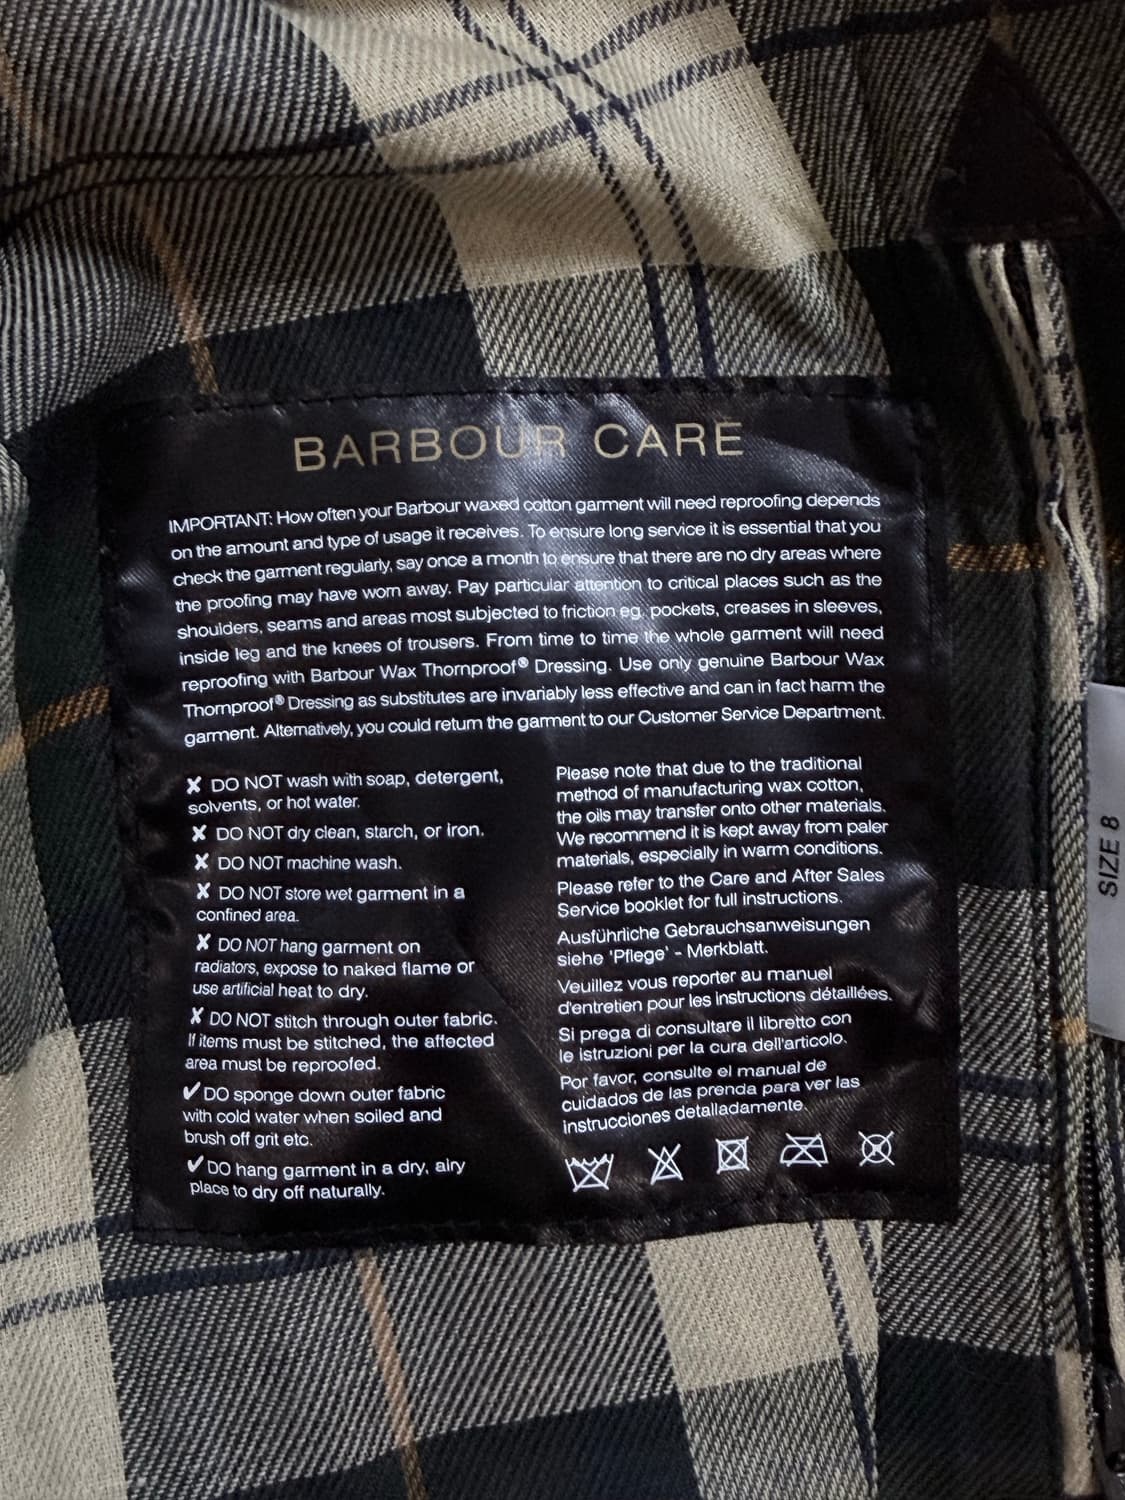 BARBOUR CARE
IMPORTANT: How often your Barbour waxed cotton garment will need reproofing depends
on the amount and type of usage it receives. To ensure long service it is essential that you
check the garment regularly, say once a month to ensure that there are no dry areas where
the proofing may have worn away. Pay particular attention to critical places such as the
shoulders, seams and areas most subjected to friction eg. pockets, creases in sleeves,
inside leg and the knees of trousers. From time to time the whole garment will need
reproofing with Barbour Wax Thornproof® Dressing. Use only genuine Barbour Wax
Thornproof® Dressing as substitutes are invariably less effective and can in fact harm the
garment. Alternatively, you could return the garment to our Customer Service Department.
✘ DO NOT wash with soap, detergent,
solvents, or hot water.
✘ DO NOT dry clean, starch, or iron.
✘ DO NOT machine wash.
✘ DO NOT store wet garment in a
confined area.
✘ DO NOT hang garment on
radiators, expose to naked flame or
use artificial heat to dry.
✘ DO NOT stitch through outer fabric.
If items must be stitched, the affected
area must be reproofed.
✔ DO sponge down outer fabric
with cold water when soiled and
brush off grit etc.
✔ DO hang garment in a dry, airy
place to dry off naturally.
Please note that due to the traditional
method of manufacturing wax cotton,
the oils may transfer onto other materials.
We recommend it is kept away from paler
materials, especially in warm conditions.
Please refer to the Care and After Sales
Service booklet for full instructions.
Ausführliche Gebrauchsanweisungen
siehe 'Pflege' - Merkblatt.
Veuillez vous reporter au manuel
d'entretien pour les instructions détaillées.
Si prega di consultare il libretto con
le istruzioni per la cura dell'articolo.
Por favor, consulte el manual de
cuidados de las prenda para ver las
instrucciones detalladamente.
SIZE 8